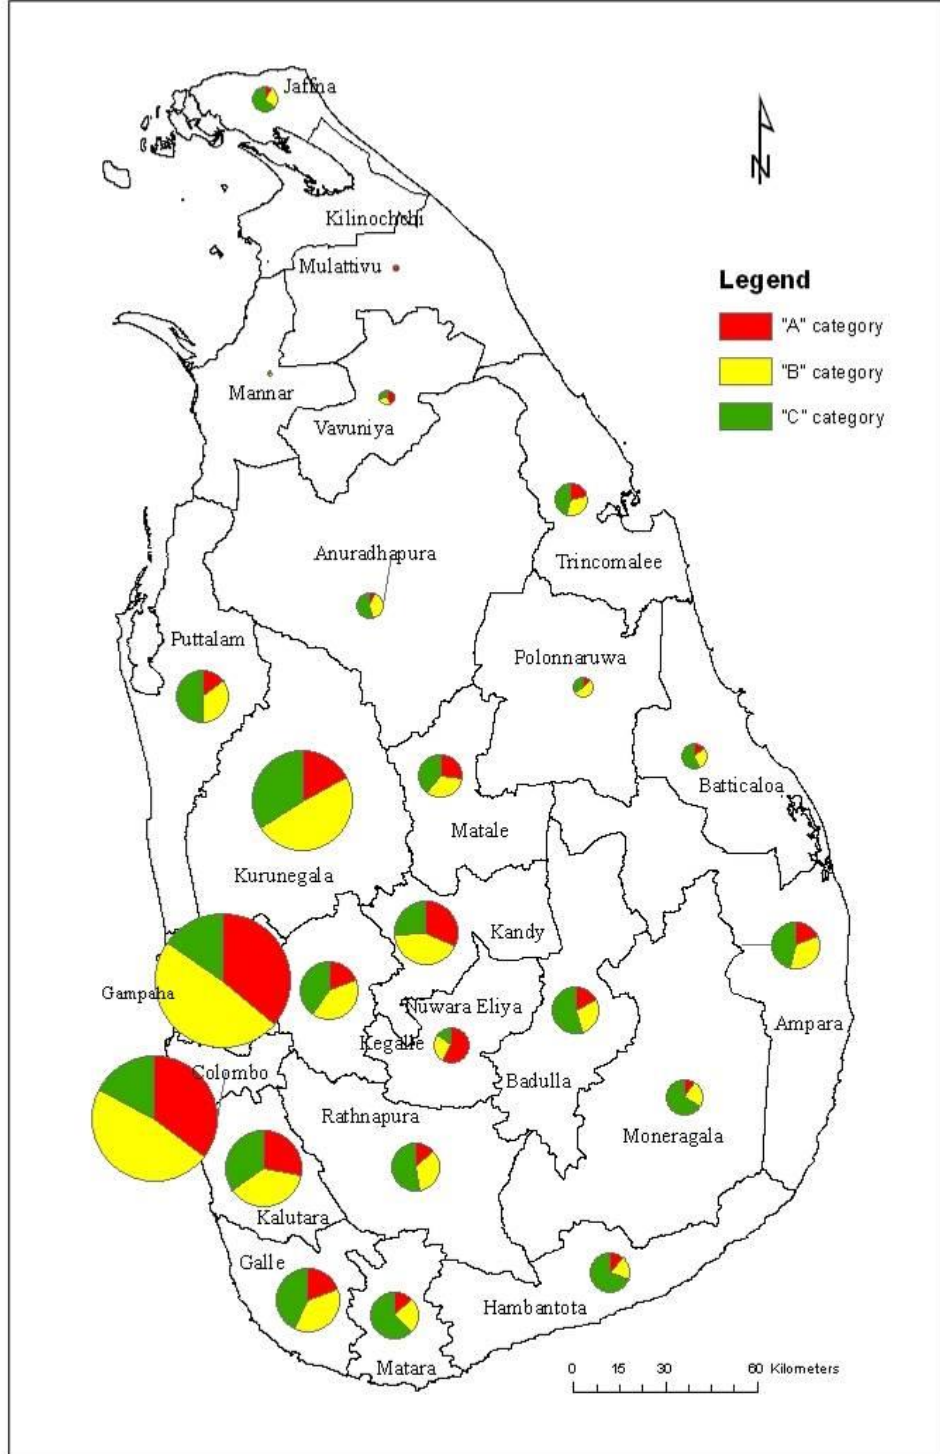 Jaffna
Kilinochchi
Mulattivu
Legend
"A" category
"B" category
"C" category
Mannar
Vavuniya
Anuradhapura
Trincomalee
Puttalam
Polonnaruwa
Batticaloa
Matale
Kurunegala
Kandy
Gampaha
Nuwara Eliya
Ampara
Kegalle
Colombo
Badulla
Rathnapura
Moneragala
Kalutara
Galle
Hambantota
Matara
0 15 30 60 Kilometers
N